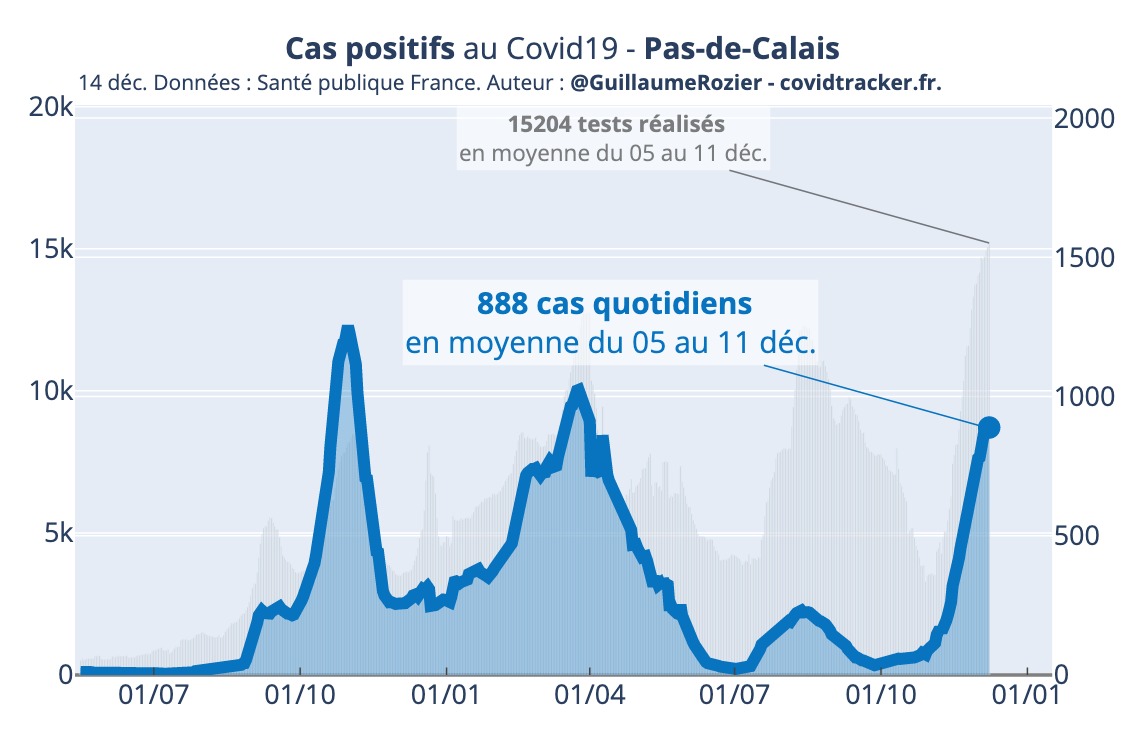 Cas positifs au Covid19 - Pas-de-Calais
14 déc. Données : Santé publique France. Auteur : @GuillaumeRozier - covidtracker.fr.
20k
2000
15204 tests réalisés
en moyenne du 05 au 11 déc.
15k
1500
888 cas quotidiens
en moyenne du 05 au 11 déc.
10k
1000
5k
500
0
0
01/07
01/10
01/01
01/04
01/07
01/10
01/01